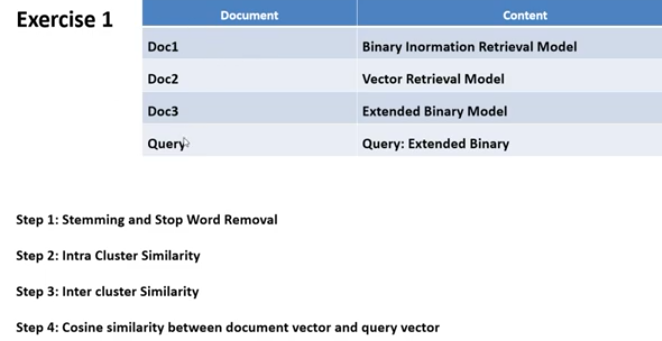 Exercise 1
Document Content
Doc1 Binary Inormation Retrieval Model
Doc2 Vector Retrieval Model
Doc3 Extended Binary Model
Query Query: Extended Binary
Step 1: Stemming and Stop Word Removal
Step 2: Intra Cluster Similarity
Step 3: Inter cluster Similarity
Step 4: Cosine similarity between document vector and query vector